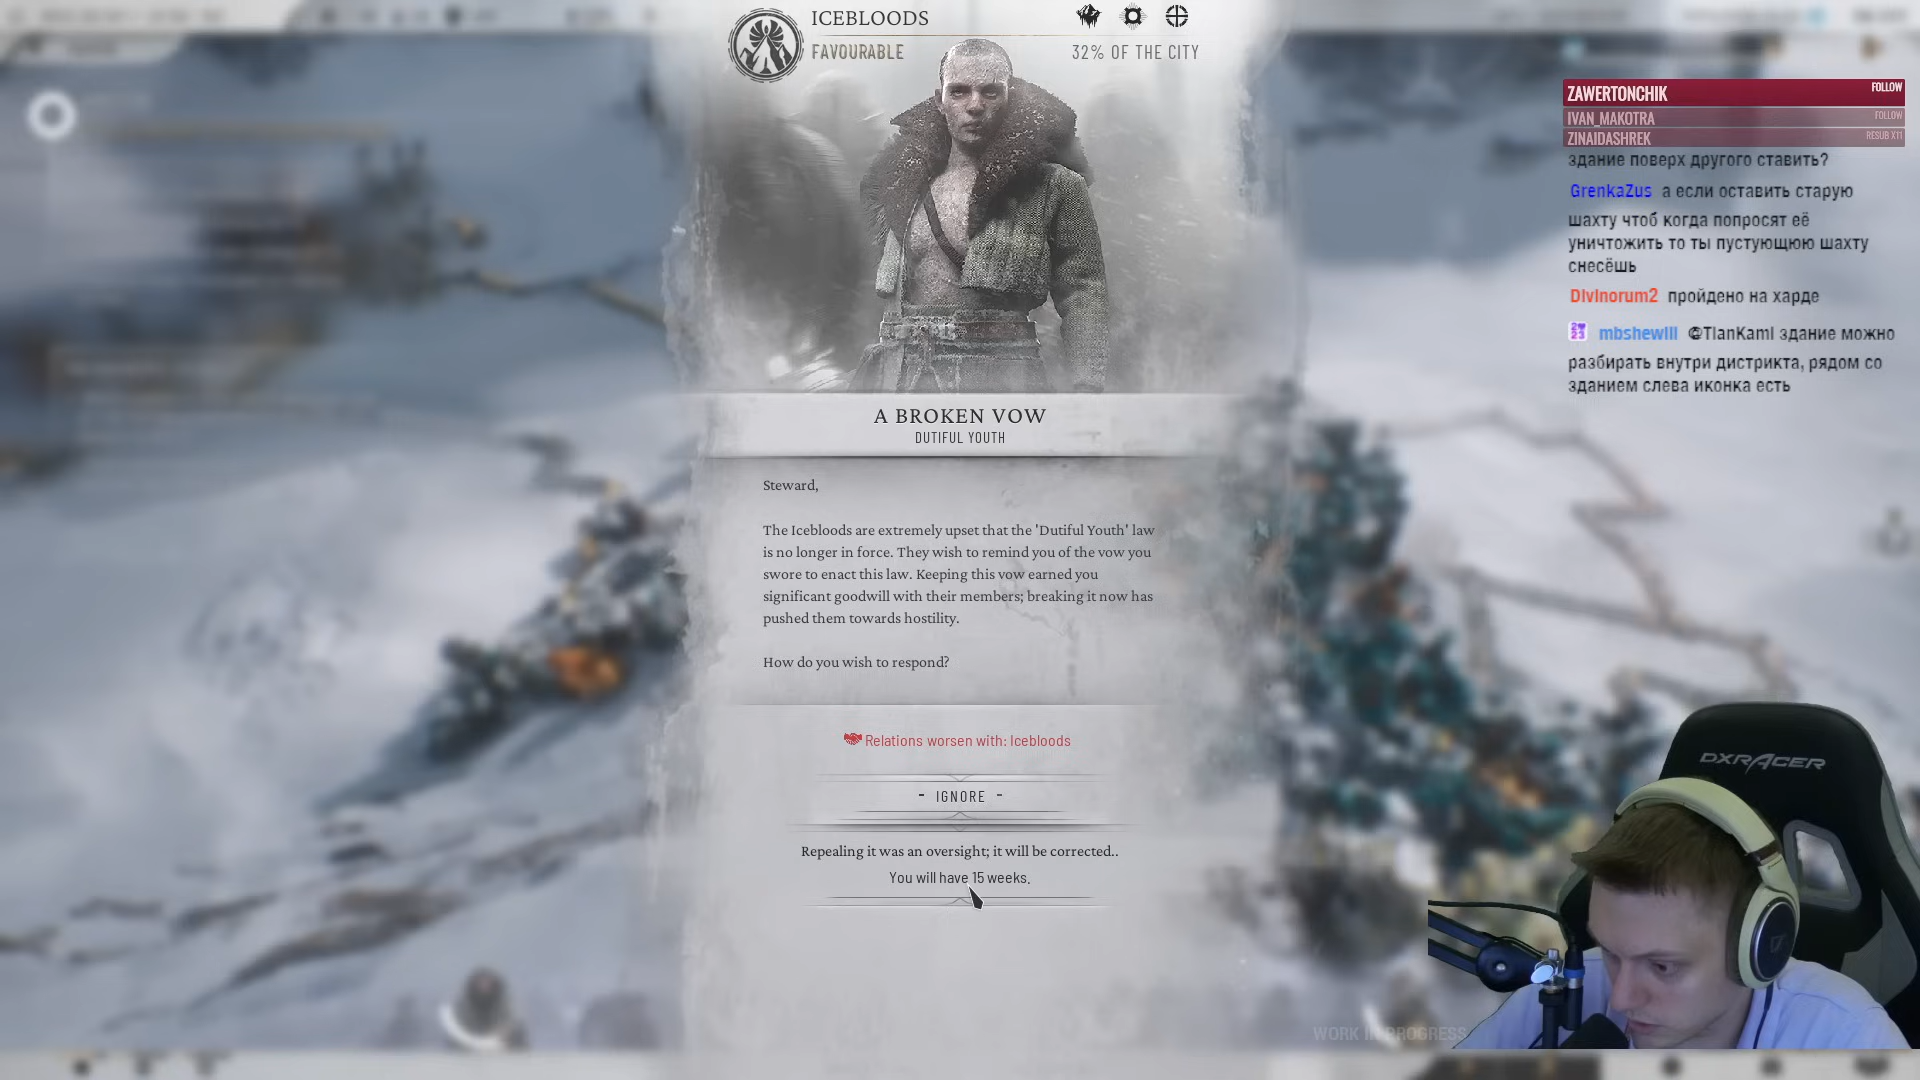 ICEBLOODS
FAVOURABLE
32% OF THE CITY
A BROKEN VOW
DUTIFUL YOUTH
Steward,
The Icebloods are extremely upset that the 'Dutiful Youth' law
is no longer in force. They wish to remind you of the vow you
swore to enact this law. Keeping this vow earned you
significant goodwill with their members; breaking it now has
pushed them towards hostility.
How do you wish to respond?
Relations worsen with: Icebloods
- IGNORE -
Repealing it was an oversight; it will be corrected..
You will have 15 weeks.
ZAWERTONCHIK FOLLOW
IVAN_MAKOTRA FOLLOW
ZINAIDASHREK RESUB X11
здание поверх другого ставить?
GrenkaZus а если оставить старую
шахту чтоб когда попросят её
уничтожить то ты пустующюю шахту
снесёшь
Divinorum2 пройдено на харде
mbshewill @TianKami здание можно
разбирать внутри дистрикта, рядом со
зданием слева иконка есть
DXRACER
WORK IN PROGRESS